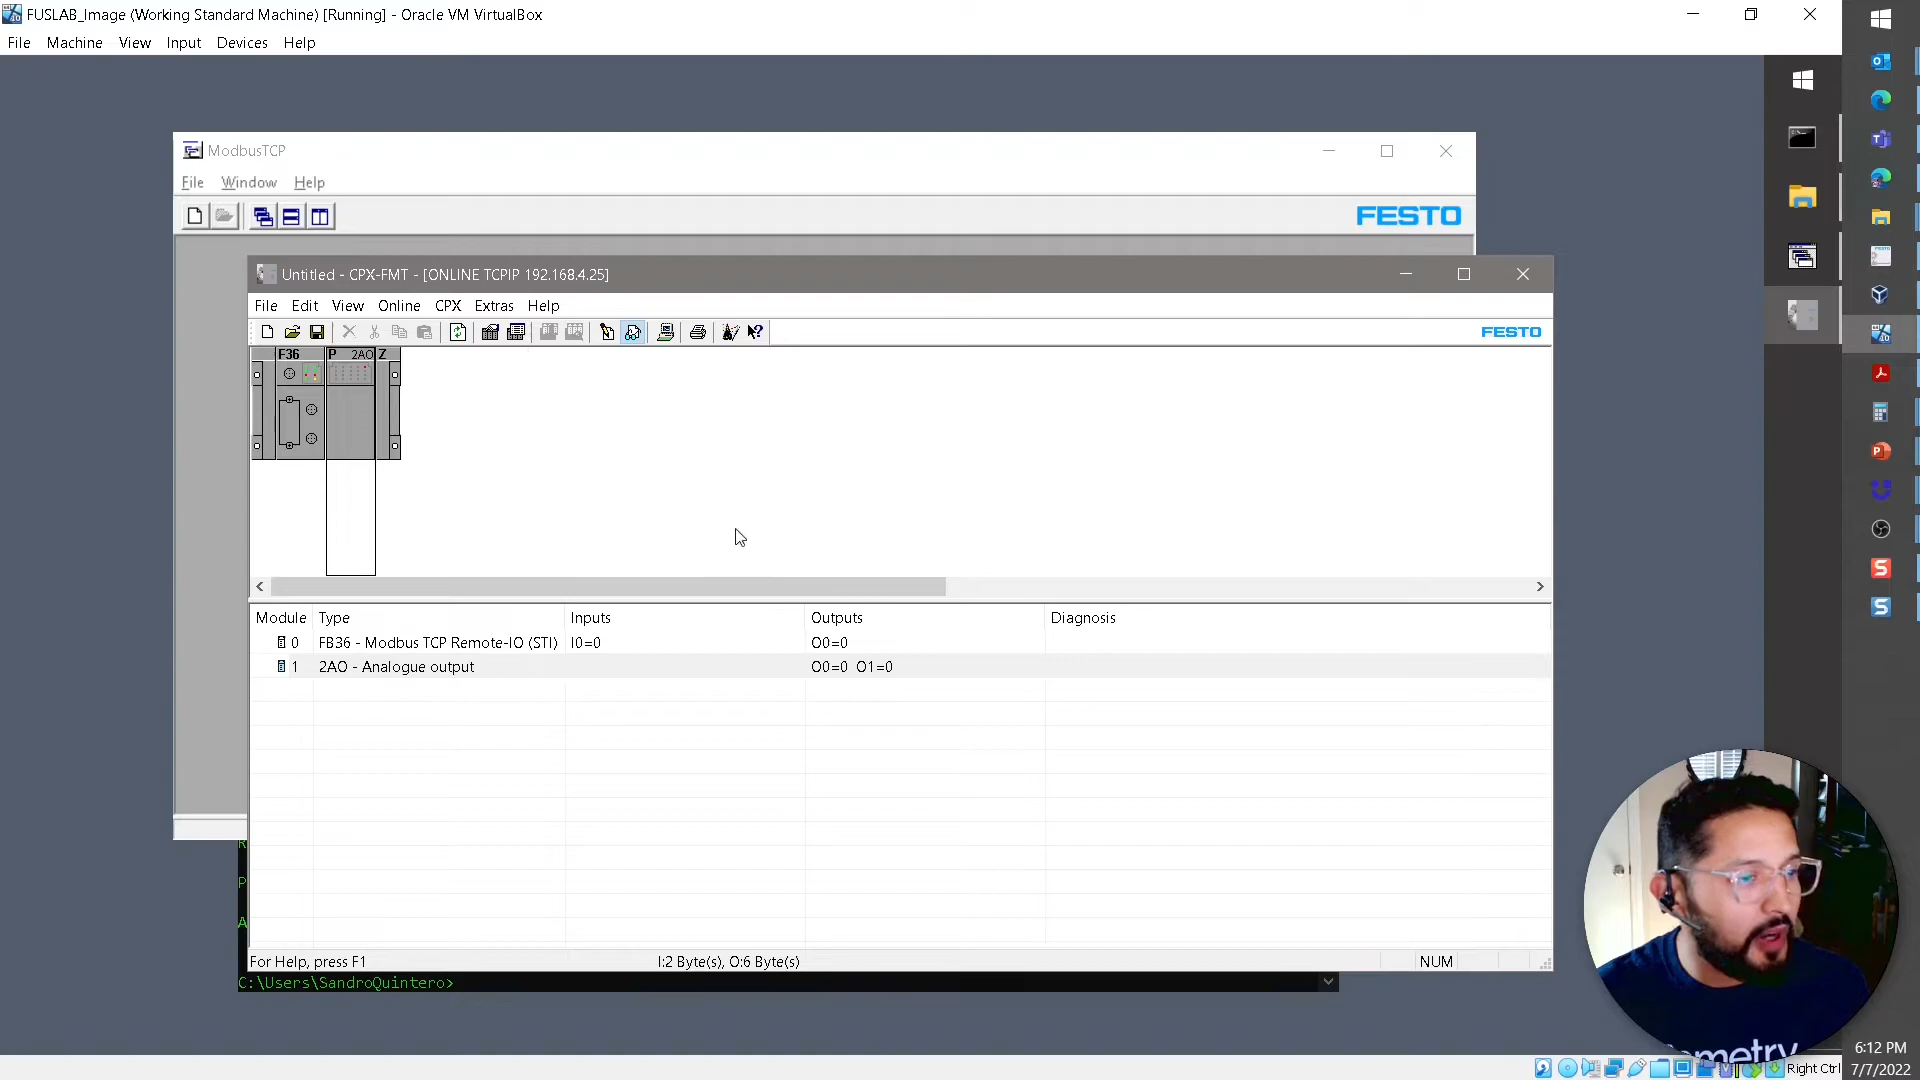 FUSLAB_Image (Working Standard Machine) [Running] - Oracle VM VirtualBox
File Machine View Input Devices Help
ModbusTCP
File Window Help
FESTO
Untitled - CPX-FMT - [ONLINE TCPIP 192.168.4.25]
File Edit View Online CPX Extras Help
FESTO
F36 P 2AO Z
Module Type Inputs Outputs Diagnosis
0 FB36 - Modbus TCP Remote-IO (STI) I0=0 O0=0
1 2AO - Analogue output O0=0 O1=0
R
P
A
For Help, press F1 I:2 Byte(s), O:6 Byte(s) NUM
C:\Users\SandroQuintero>
6:12 PM
Right Ctrl 7/7/2022